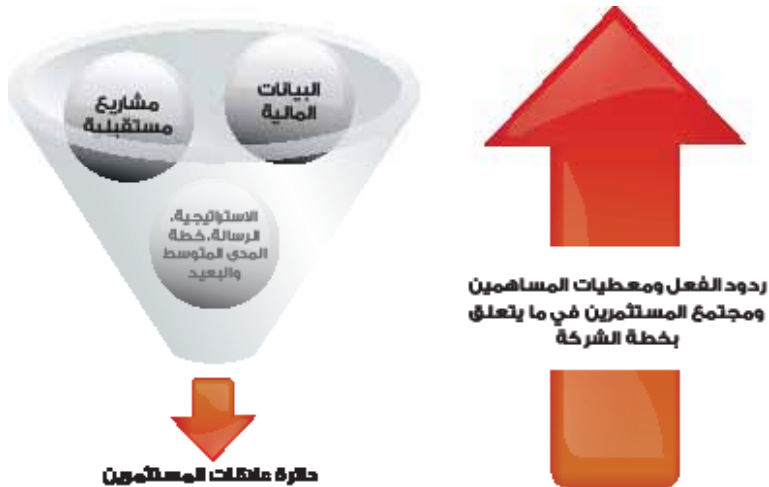 البيانات
المالية
مشاريع
مستقبلية
الاستراتيجية،
الرسالة، خطة
المدى المتوسط
والبعيد
دائرة علاقات المستثمرين
ردود الفعل ومعطيات المساهمين
ومجتمع المستثمرين في ما يتعلق
بخطة الشركة